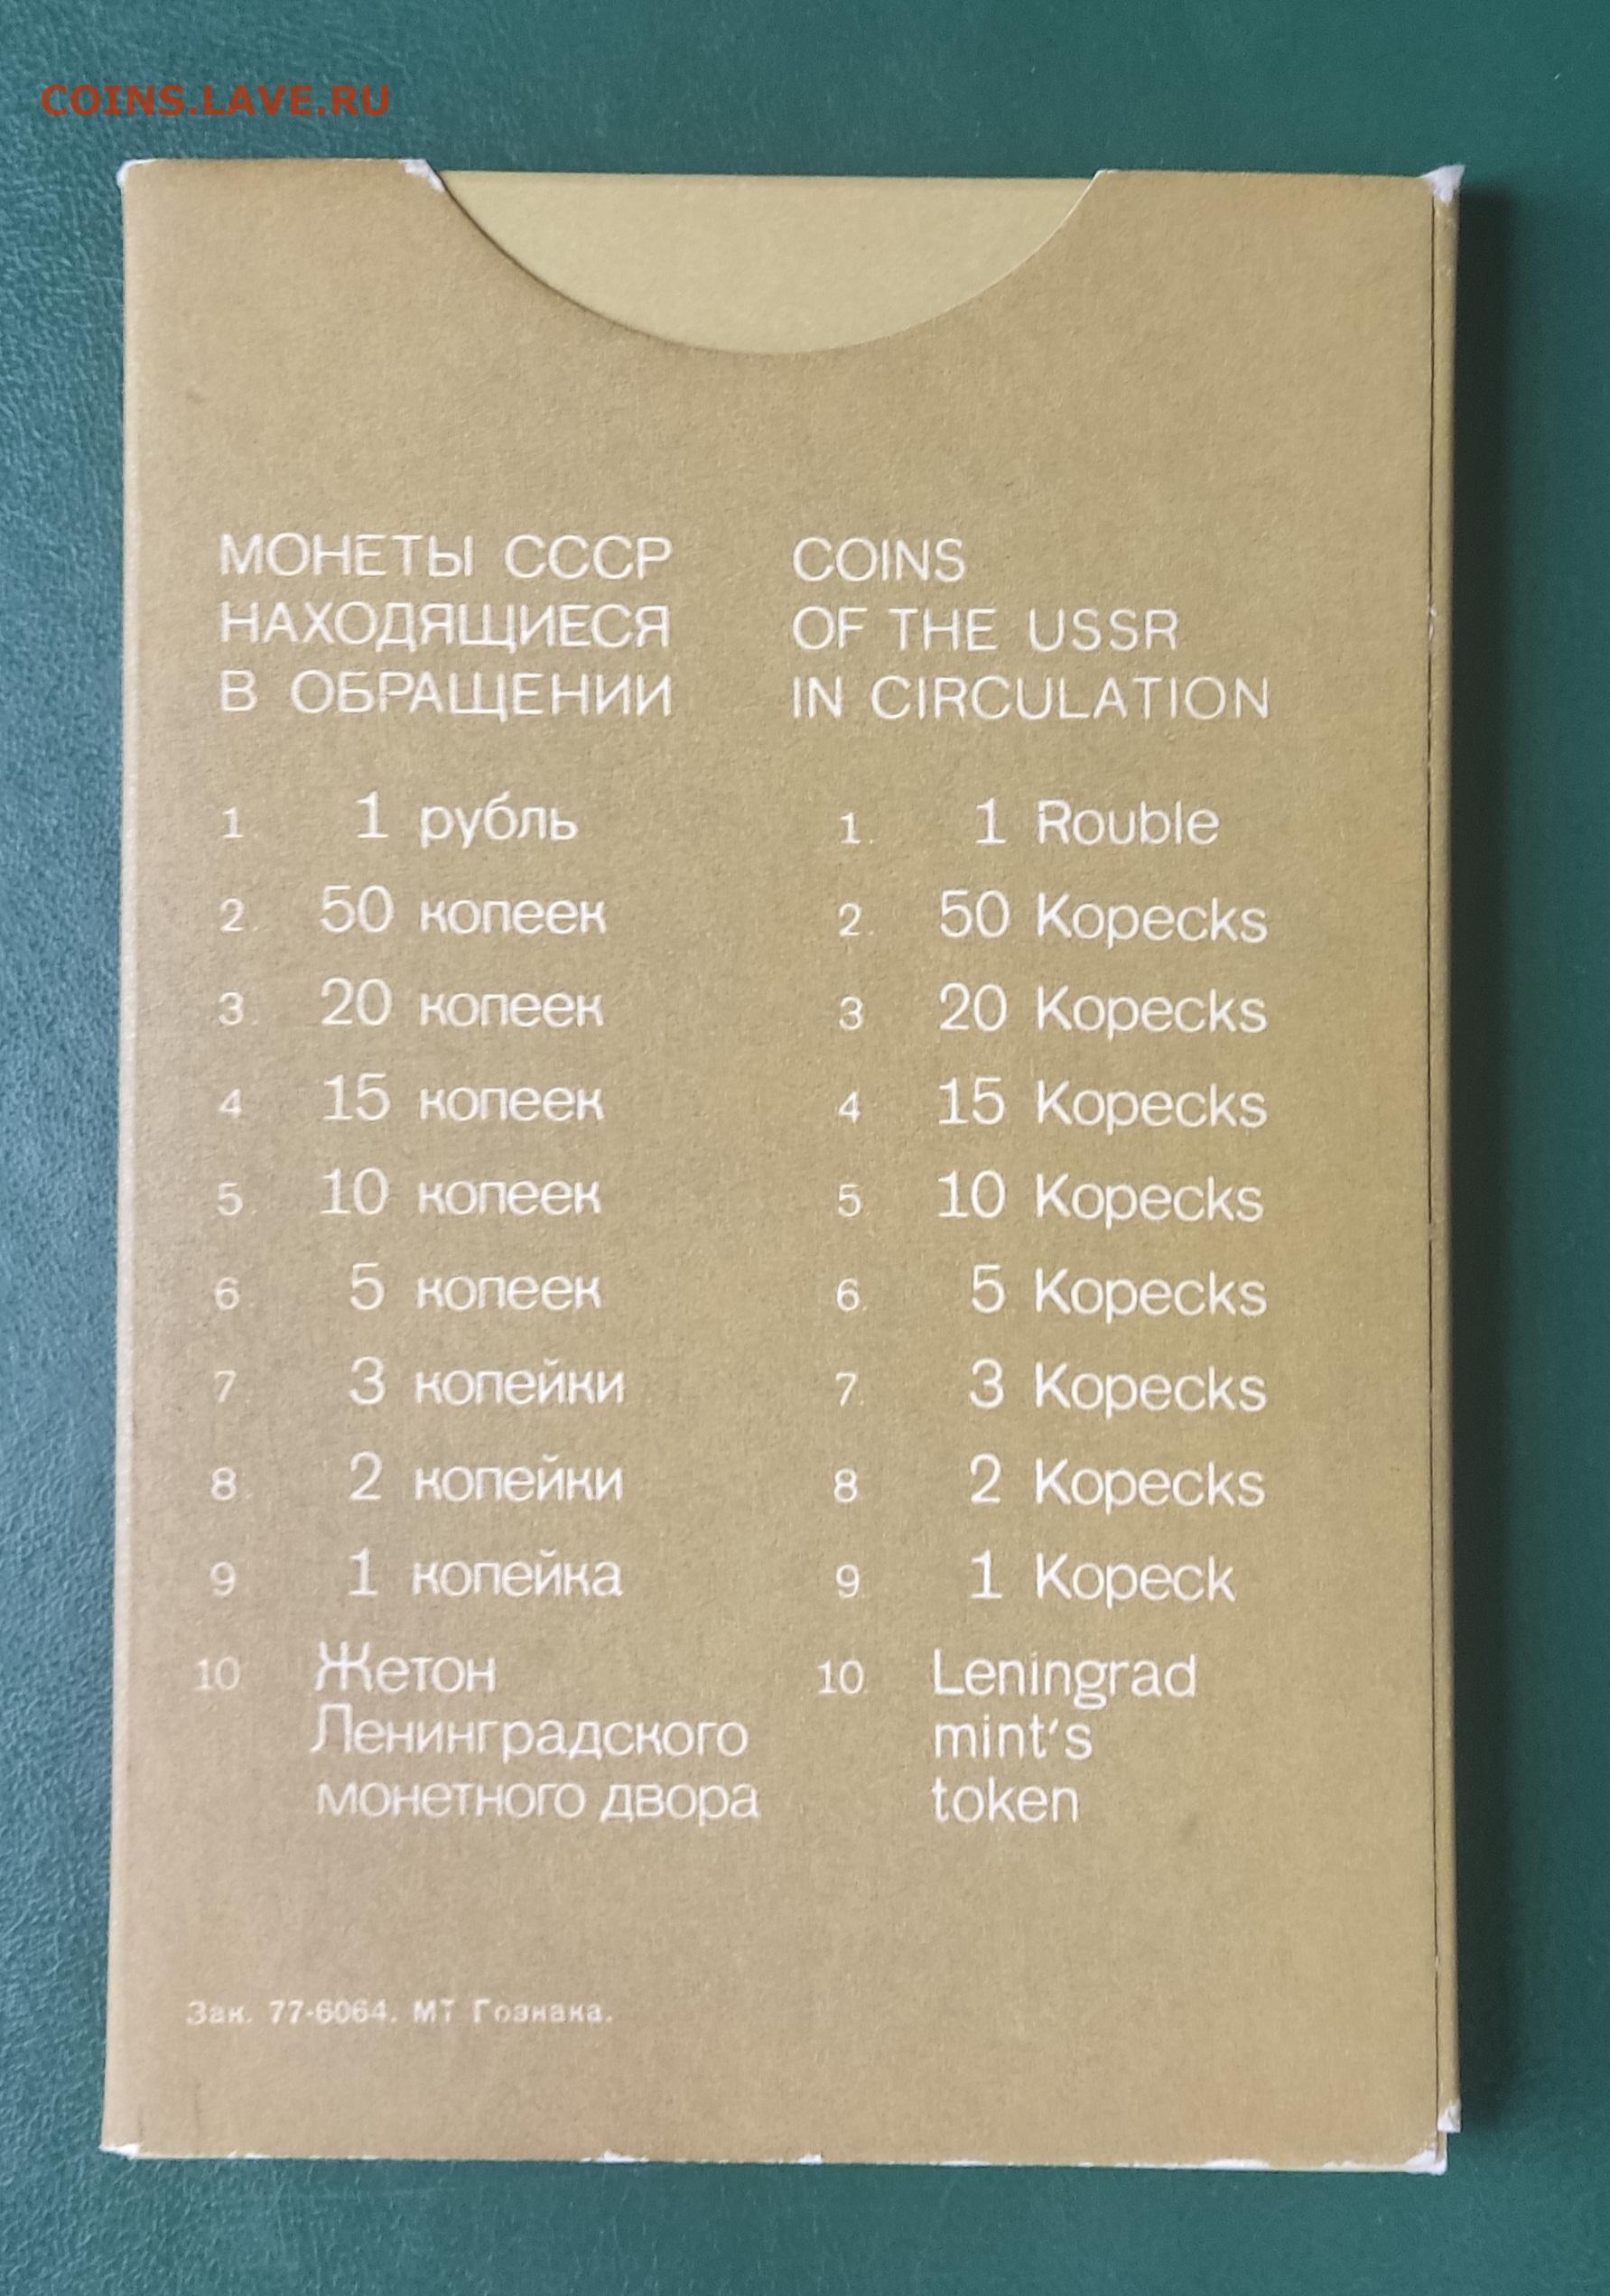 COINS.LAVE.RU
МОНЕТЫ СССР
НАХОДЯЩИЕСЯ
В ОБРАЩЕНИИ
1. 1 рубль
2. 50 копеек
3. 20 копеек
4 15 копеек
5. 10 копеек
6. 5 копеек
7 3 копейки
8. 2 копейки
9 1 копейка
10 Жетон
Ленинградского
монетного двора
COINS
OF THE USSR
IN CIRCULATION
1. 1 Rouble
2. 50 Kopecks
3 20 Kopecks
4 15 Kopecks
5 10 Kopecks
6. 5 Kopecks
7. 3 Kopecks
8 2 Kopecks
9. 1 Kopeck
10. Leningrad
mint's
token
Зак. 77-6064. МТ Гознака.